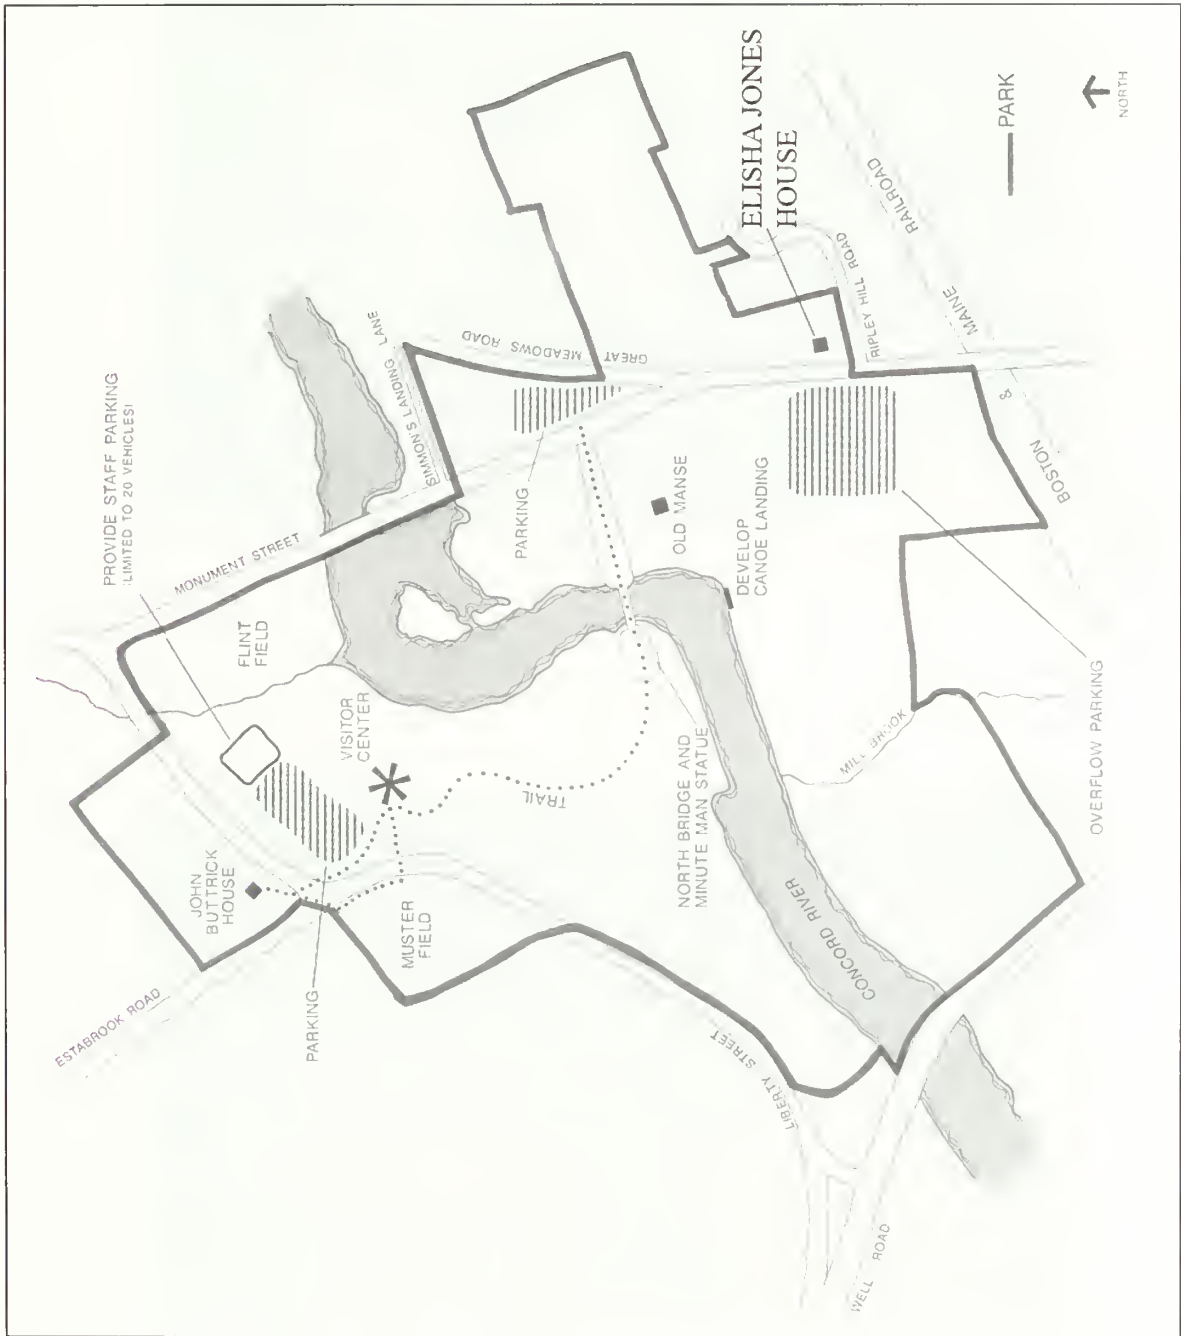 PROVIDE STAFF PARKING
(LIMITED TO 20 VEHICLES)
MONUMENT STREET
FLINT
FIELD
VISITOR
CENTER
JOHN
BUTTRICK
HOUSE
ESTABROOK ROAD
PARKING
MUSTER
FIELD
TRAIL
LIBERTY STREET
WELL ROAD
CONCORD RIVER
NORTH BRIDGE AND
MINUTE MAN STATUE
MILL BROOK
OVERFLOW PARKING
DEVELOP
CANOE LANDING
OLD MANSE
PARKING
SIMMON'S LANDING LANE
GREAT
MEADOWS ROAD
ELISHA JONES
HOUSE
RIPLEY HILL ROAD
BOSTON
&
MAINE
RAILROAD
PARK
NORTH